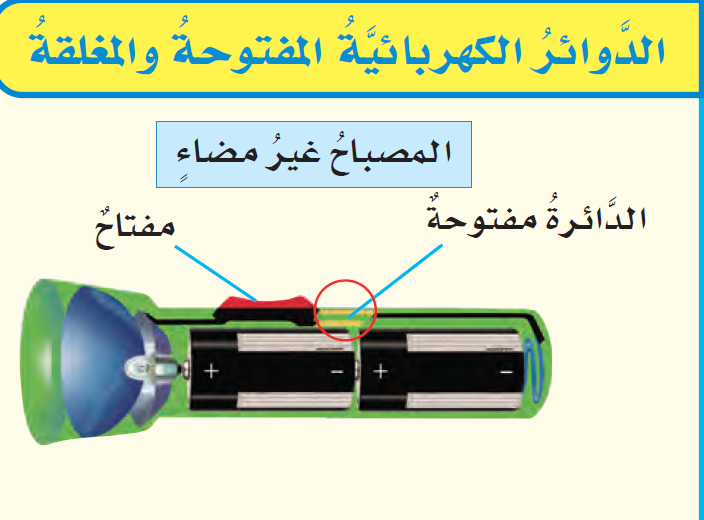 الدَّوائرُ الكهربائيَّةُ المفتوحةُ والمغلقةُ
المصباحُ غيرُ مضاءٍ
الدَّائرةُ مفتوحةٌ
مفتاحٌ
+ − + −